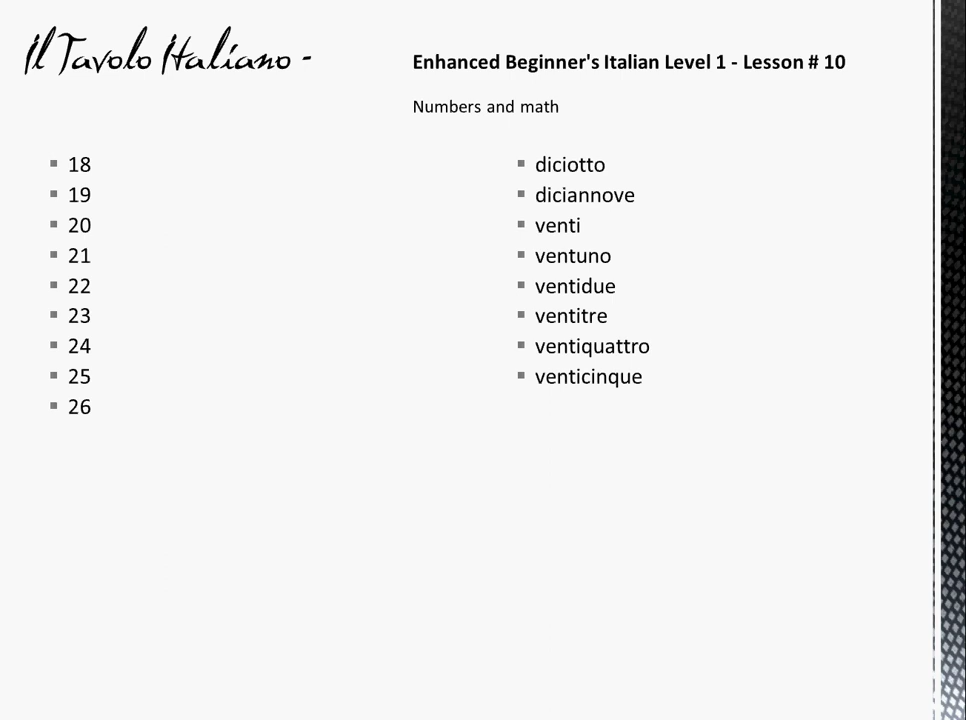 Il Tavolo Italiano -
Enhanced Beginner's Italian Level 1 - Lesson # 10
Numbers and math
18
19
20
21
22
23
24
25
26
diciotto
diciannove
venti
ventuno
ventidue
ventitre
ventiquattro
venticinque